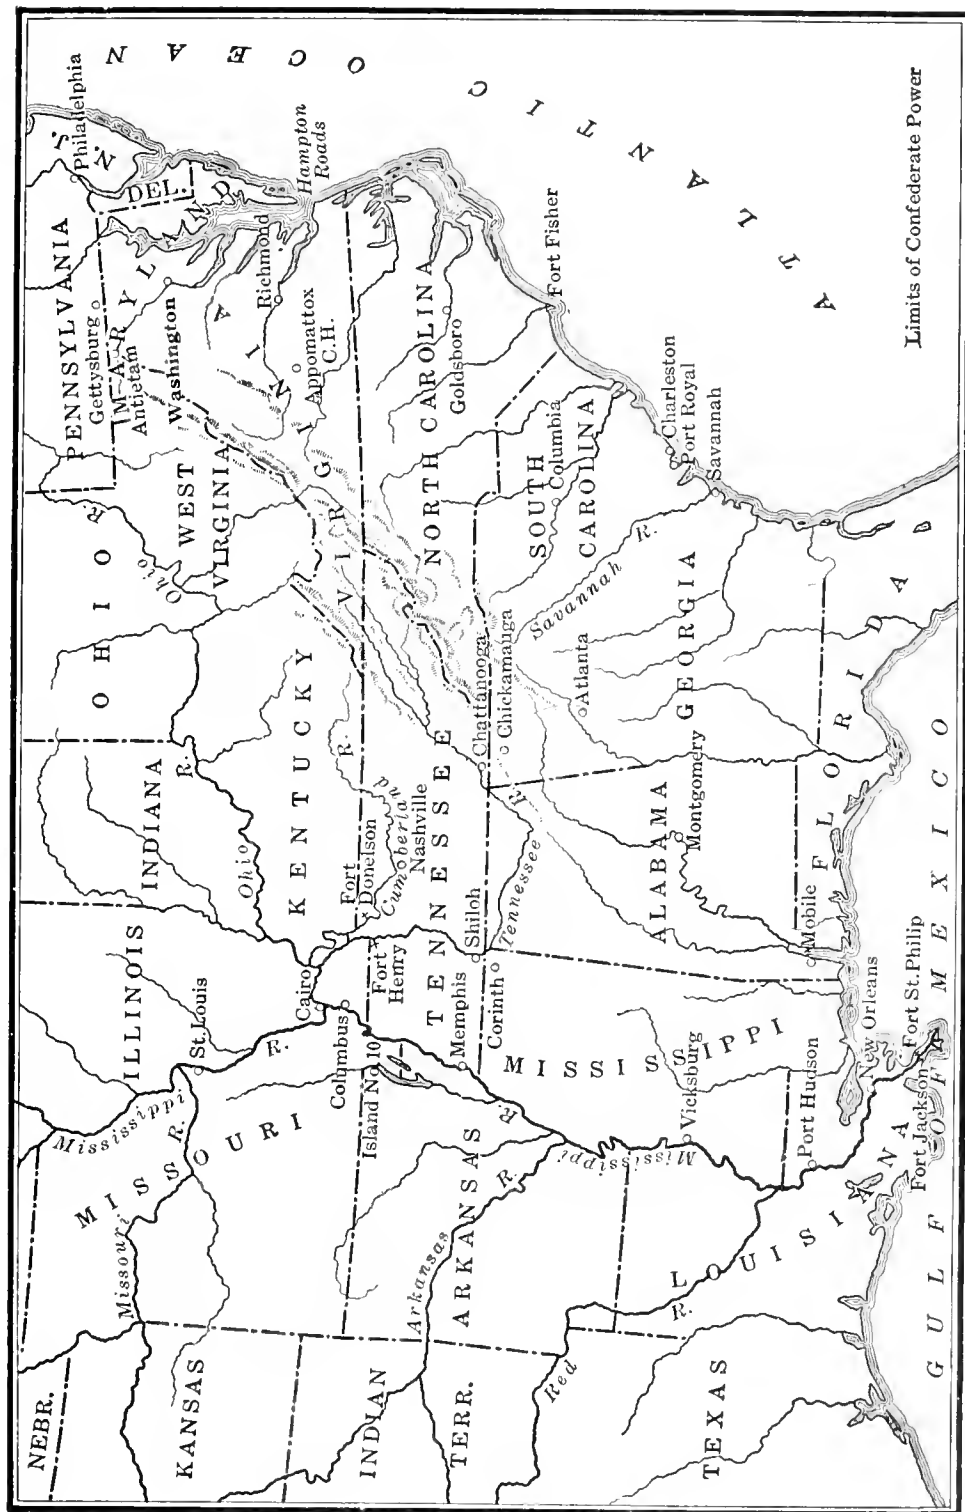 NEBR.
KANSAS
INDIAN
TERR.
TEXAS
Missouri
R.
MISSOURI
Mississippi
R.
ILLINOIS
St. Louis
Cairo
Columbus
Island No. 10
Arkansas
R.
ARKANSAS
Red
R.
LOUISIANA
Mississippi
R.
Memphis
Corinth
Shiloh
MISSISSIPPI
Vicksburg
Port Hudson
New Orleans
Fort St. Philip
Fort Jackson
GULF OF MEXICO
INDIANA
OHIO
Ohio
R.
Ohio
R.
KENTUCKY
Fort
Henry
Fort
Donelson
Cumberland
R.
Nashville
TENNESSEE
Tennessee
R.
Chattanooga
Chickamauga
ALABAMA
Montgomery
Mobile
FLORIDA
GEORGIA
Atlanta
Savannah
R.
Savannah
Port Royal
Charleston
SOUTH
CAROLINA
Columbia
NORTH CAROLINA
Goldsboro
Fort Fisher
WEST
VIRGINIA
VIRGINIA
Appomattox
C.H.
Richmond
Hampton
Roads
PENNSYLVANIA
Gettysburg
MARYLAND
Antietam
Washington
DEL.
N.J.
Philadelphia
ATLANTIC OCEAN
Limits of Confederate Power